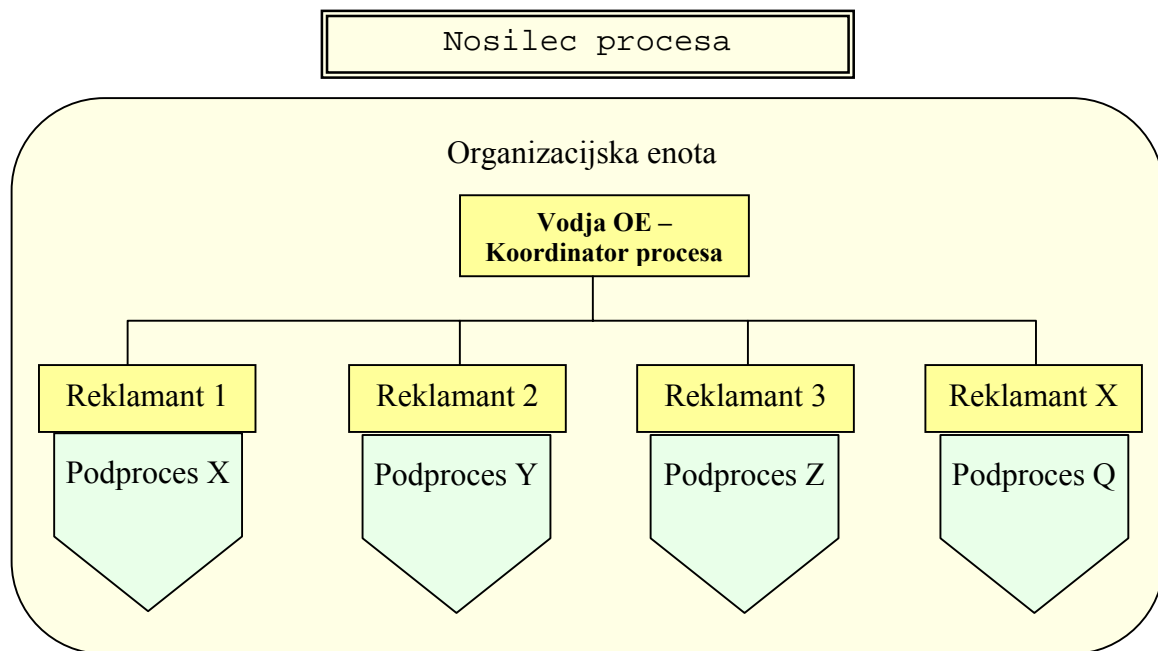 Nosilec procesa
Organizacijska enota
Vodja OE –
Koordinator procesa
Reklamant 1
Reklamant 2
Reklamant 3
Reklamant X
Podproces X
Podproces Y
Podproces Z
Podproces Q